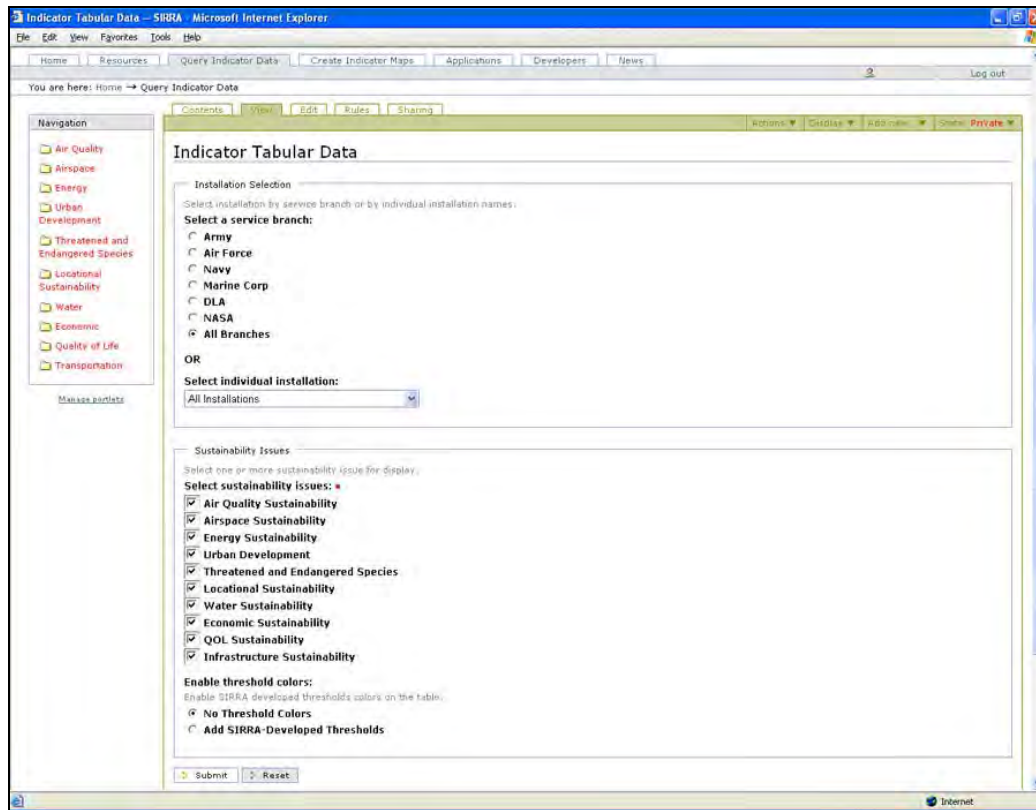 Indicator Tabular Data — SIRRA - Microsoft Internet Explorer
File Edit View Favorites Tools Help
Home Resources Query Indicator Data Create Indicator Maps Applications Developers News
Log out
You are here: Home → Query Indicator Data
Contents View Edit Rules Sharing
Actions ▼ Display ▼ Add new… ▼ State: Private ▼
Navigation
Air Quality
Airspace
Energy
Urban
Development
Threatened and
Endangered Species
Locational
Sustainability
Water
Economic
Quality of Life
Transportation
Manage portlets
Indicator Tabular Data
Installation Selection
Select installation by service branch or by individual installation names.
Select a service branch:
Army
Air Force
Navy
Marine Corp
DLA
NASA
All Branches
OR
Select individual installation:
All Installations
Sustainability Issues
Select one or more sustainability issue for display.
Select sustainability issues:
Air Quality Sustainability
Airspace Sustainability
Energy Sustainability
Urban Development
Threatened and Endangered Species
Locational Sustainability
Water Sustainability
Economic Sustainability
QOL Sustainability
Infrastructure Sustainability
Enable threshold colors:
Enable SIRRA developed thresholds colors on the table.
No Threshold Colors
Add SIRRA-Developed Thresholds
Submit Reset
Internet